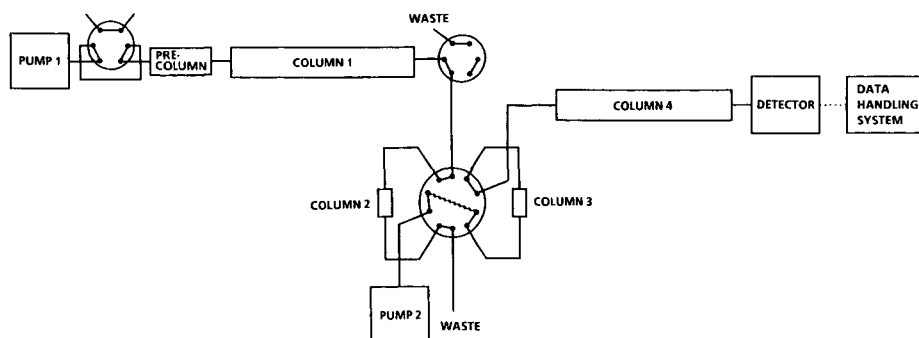 WASTE
PUMP 1
PRE-
COLUMN
COLUMN 1
COLUMN 4
DETECTOR
DATA
HANDLING
SYSTEM
COLUMN 2
COLUMN 3
PUMP 2
WASTE